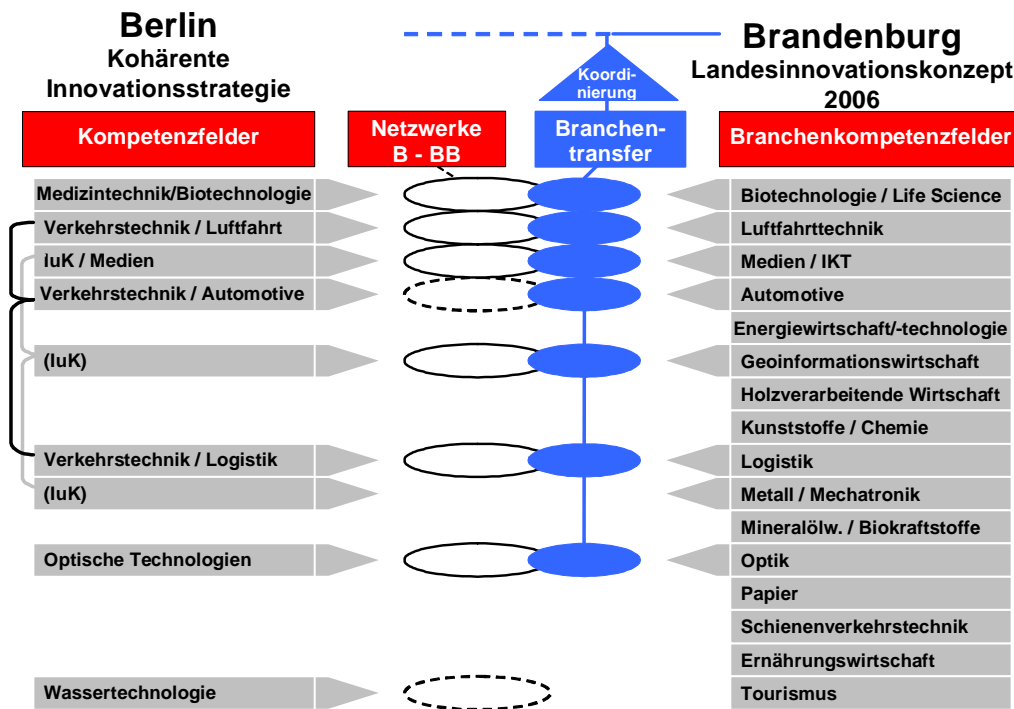 Berlin
Kohärente
Innovationsstrategie
Koordi-
nierung
Brandenburg
Landesinnovationskonzept
2006
Kompetenzfelder
Netzwerke
B - BB
Branchen-
transfer
Branchenkompetenzfelder
Medizintechnik/Biotechnologie
Biotechnologie / Life Science
Verkehrstechnik / Luftfahrt
Luftfahrttechnik
IuK / Medien
Medien / IKT
Verkehrstechnik / Automotive
Automotive
Energiewirtschaft/-technologie
(IuK)
Geoinformationswirtschaft
Holzverarbeitende Wirtschaft
Kunststoffe / Chemie
Verkehrstechnik / Logistik
Logistik
(IuK)
Metall / Mechatronik
Mineralölw. / Biokraftstoffe
Optische Technologien
Optik
Papier
Schienenverkehrstechnik
Ernährungswirtschaft
Wassertechnologie
Tourismus